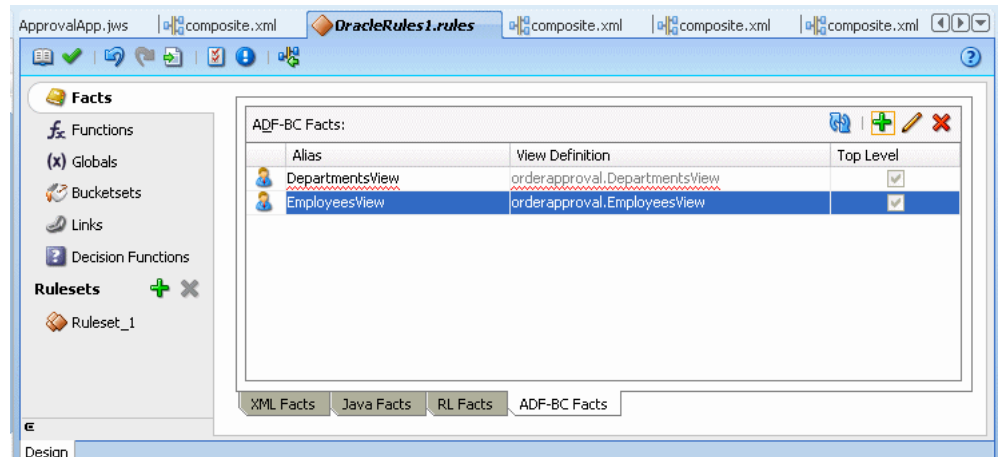 ApprovalApp.jws composite.xml OracleRules1.rules composite.xml composite.xml composite.xml
Facts
Functions
Globals
Bucketsets
Links
Decision Functions
Rulesets
Ruleset_1
ADF-BC Facts:
Alias View Definition Top Level
DepartmentsView orderapproval.DepartmentsView
EmployeesView orderapproval.EmployeesView
XML Facts Java Facts RL Facts ADF-BC Facts
Design